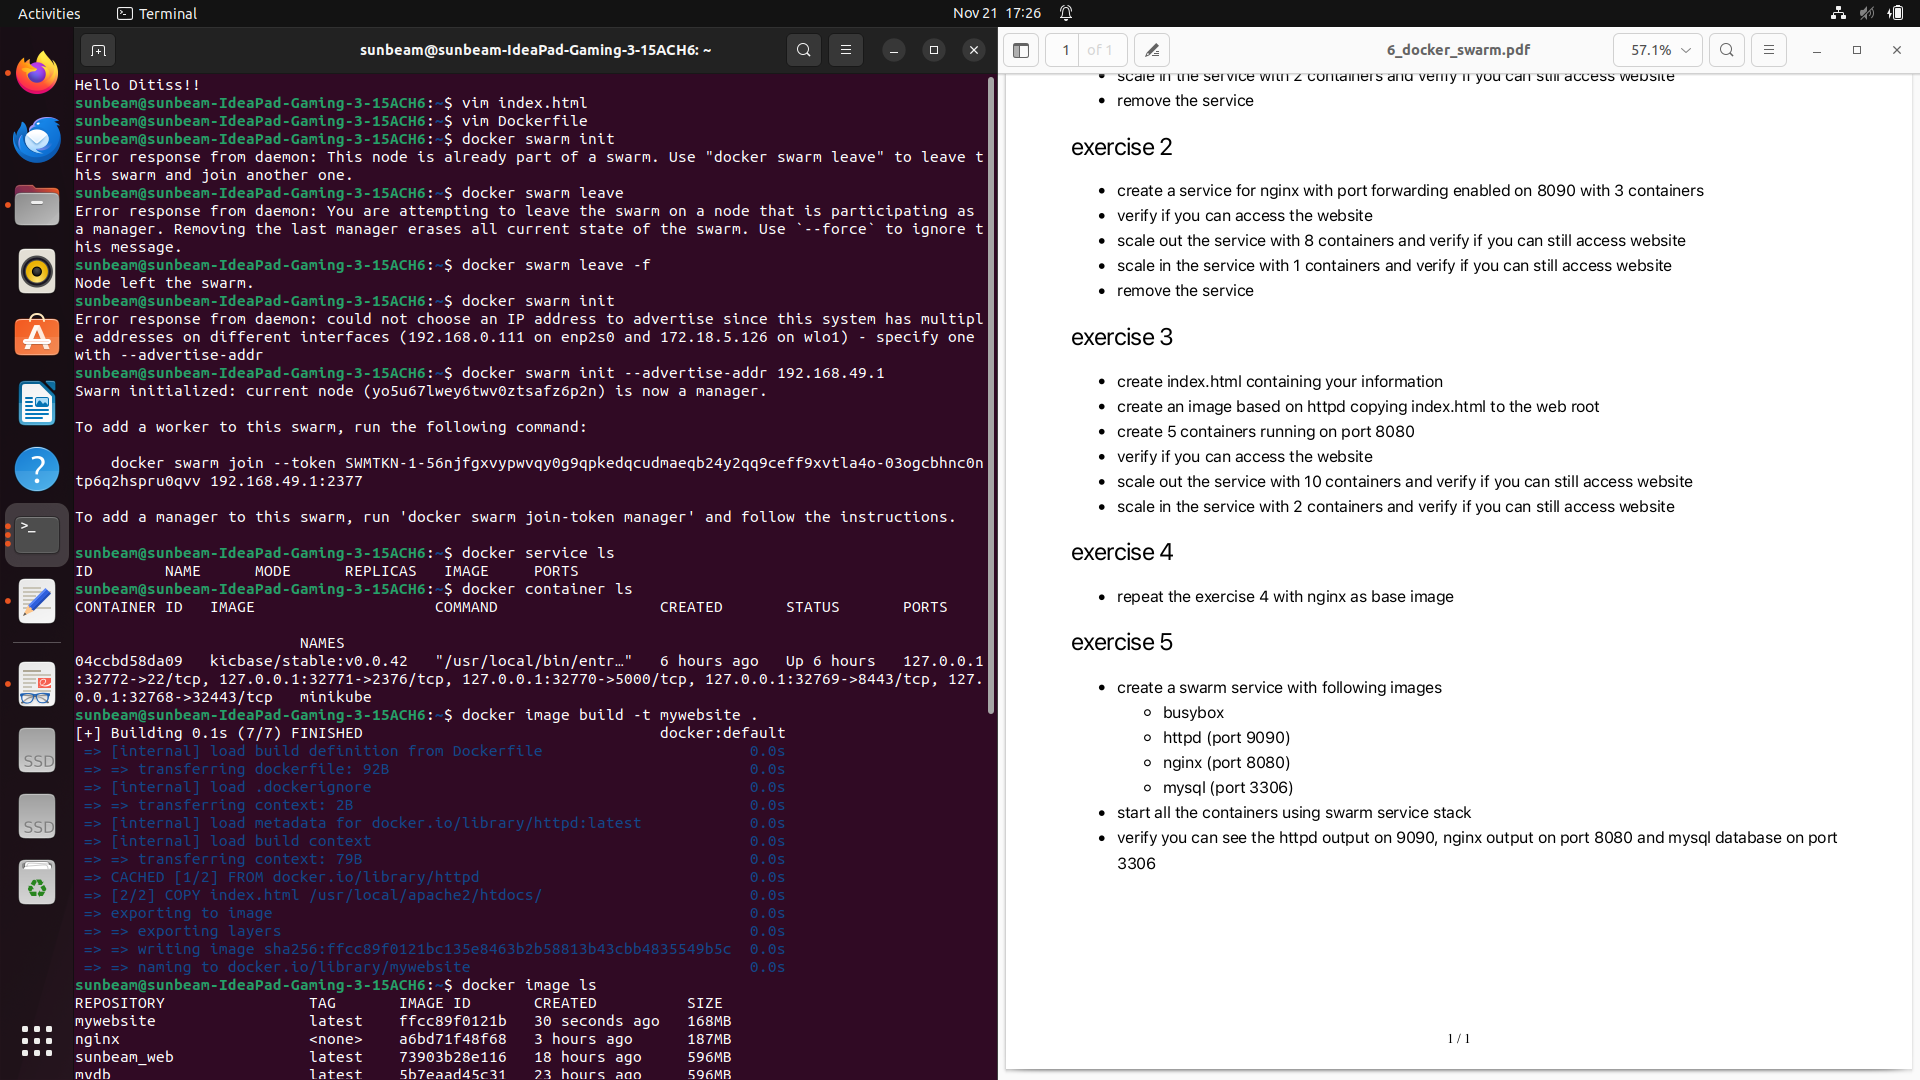 Activities
Terminal
Nov 21 17:26
sunbeam@sunbeam-IdeaPad-Gaming-3-15ACH6: ~
Hello Ditiss!!
sunbeam@sunbeam-IdeaPad-Gaming-3-15ACH6:~$ vim index.html
sunbeam@sunbeam-IdeaPad-Gaming-3-15ACH6:~$ vim Dockerfile
sunbeam@sunbeam-IdeaPad-Gaming-3-15ACH6:~$ docker swarm init
Error response from daemon: This node is already part of a swarm. Use "docker swarm leave" to leave t
his swarm and join another one.
sunbeam@sunbeam-IdeaPad-Gaming-3-15ACH6:~$ docker swarm leave
Error response from daemon: You are attempting to leave the swarm on a node that is participating as
a manager. Removing the last manager erases all current state of the swarm. Use `--force` to ignore t
his message.
sunbeam@sunbeam-IdeaPad-Gaming-3-15ACH6:~$ docker swarm leave -f
Node left the swarm.
sunbeam@sunbeam-IdeaPad-Gaming-3-15ACH6:~$ docker swarm init
Error response from daemon: could not choose an IP address to advertise since this system has multipl
e addresses on different interfaces (192.168.0.111 on enp2s0 and 172.18.5.126 on wlo1) - specify one
with --advertise-addr
sunbeam@sunbeam-IdeaPad-Gaming-3-15ACH6:~$ docker swarm init --advertise-addr 192.168.49.1
Swarm initialized: current node (yo5u67lwey6twv0ztsafz6p2n) is now a manager.
To add a worker to this swarm, run the following command:
docker swarm join --token SWMTKN-1-56njfgxvypwvqy0g9qpkedqcudmaeqb24y2qq9ceff9xvtla4o-03ogcbhnc0n
tp6q2hspru0qvv 192.168.49.1:2377
To add a manager to this swarm, run 'docker swarm join-token manager' and follow the instructions.
sunbeam@sunbeam-IdeaPad-Gaming-3-15ACH6:~$ docker service ls
ID NAME MODE REPLICAS IMAGE PORTS
sunbeam@sunbeam-IdeaPad-Gaming-3-15ACH6:~$ docker container ls
CONTAINER ID IMAGE COMMAND CREATED STATUS PORTS
NAMES
04ccbd58da09 kicbase/stable:v0.0.42 "/usr/local/bin/entr…" 6 hours ago Up 6 hours 127.0.0.1
:32772->22/tcp, 127.0.0.1:32771->2376/tcp, 127.0.0.1:32770->5000/tcp, 127.0.0.1:32769->8443/tcp, 127.
0.0.1:32768->32443/tcp minikube
sunbeam@sunbeam-IdeaPad-Gaming-3-15ACH6:~$ docker image build -t mywebsite .
[+] Building 0.1s (7/7) FINISHED docker:default
=> [internal] load build definition from Dockerfile 0.0s
=> => transferring dockerfile: 92B 0.0s
=> [internal] load .dockerignore 0.0s
=> => transferring context: 2B 0.0s
=> [internal] load metadata for docker.io/library/httpd:latest 0.0s
=> [internal] load build context 0.0s
=> => transferring context: 79B 0.0s
=> CACHED [1/2] FROM docker.io/library/httpd 0.0s
=> [2/2] COPY index.html /usr/local/apache2/htdocs/ 0.0s
=> exporting to image 0.0s
=> => exporting layers 0.0s
=> => writing image sha256:ffcc89f0121bc135e8463b2b58813b43cbb4835549b5c 0.0s
=> => naming to docker.io/library/mywebsite 0.0s
sunbeam@sunbeam-IdeaPad-Gaming-3-15ACH6:~$ docker image ls
REPOSITORY TAG IMAGE ID CREATED SIZE
mywebsite latest ffcc89f0121b 30 seconds ago 168MB
nginx <none> a6bd71f48f68 3 hours ago 187MB
sunbeam_web latest 73903b28e116 18 hours ago 596MB
mydb latest 5b7eaad45c31 23 hours ago 596MB
SSD
SSD
1 of 1
6_docker_swarm.pdf
57.1%
scale in the service with 2 containers and verify if you can still access website
• remove the service
exercise 2
• create a service for nginx with port forwarding enabled on 8090 with 3 containers
• verify if you can access the website
• scale out the service with 8 containers and verify if you can still access website
• scale in the service with 1 containers and verify if you can still access website
• remove the service
exercise 3
• create index.html containing your information
• create an image based on httpd copying index.html to the web root
• create 5 containers running on port 8080
• verify if you can access the website
• scale out the service with 10 containers and verify if you can still access website
• scale in the service with 2 containers and verify if you can still access website
exercise 4
• repeat the exercise 4 with nginx as base image
exercise 5
• create a swarm service with following images
◦ busybox
◦ httpd (port 9090)
◦ nginx (port 8080)
◦ mysql (port 3306)
• start all the containers using swarm service stack
• verify you can see the httpd output on 9090, nginx output on port 8080 and mysql database on port
3306
1 / 1